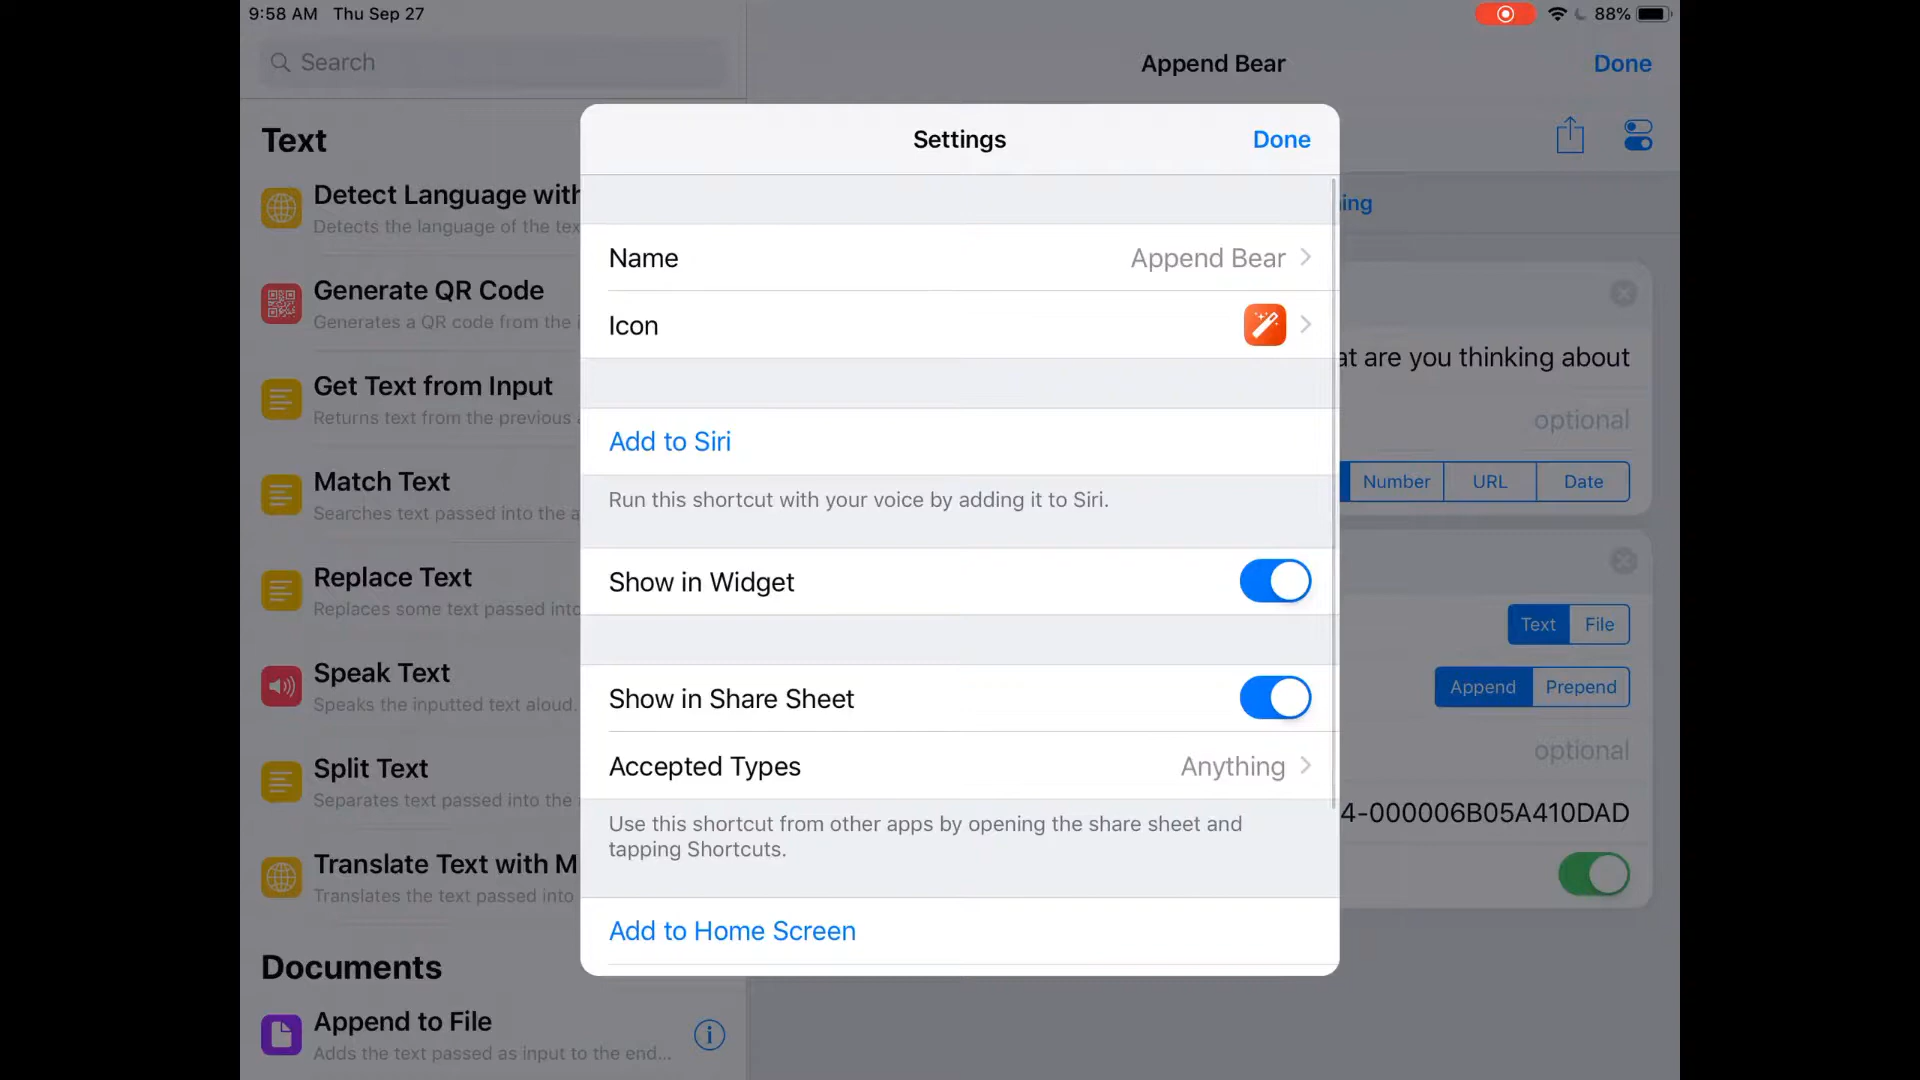 9:58 AM Thu Sep 27
88%
Search
Append Bear
Done
Text
Detect Language with
Detects the language of the tex
Generate QR Code
Generates a QR code from the i
Get Text from Input
Returns text from the previous a
Match Text
Searches text passed into the a
Replace Text
Replaces some text passed into
Speak Text
Speaks the inputted text aloud.
Split Text
Separates text passed into the
Translate Text with M
Translates the text passed into
Documents
Append to File
Adds the text passed as input to the end...
Settings
Done
Name
Append Bear
Icon
Add to Siri
Run this shortcut with your voice by adding it to Siri.
Show in Widget
Show in Share Sheet
Accepted Types
Anything
Use this shortcut from other apps by opening the share sheet and
tapping Shortcuts.
Add to Home Screen
ing
at are you thinking about
optional
Number URL Date
Text File
Append Prepend
optional
4-000006B05A410DAD